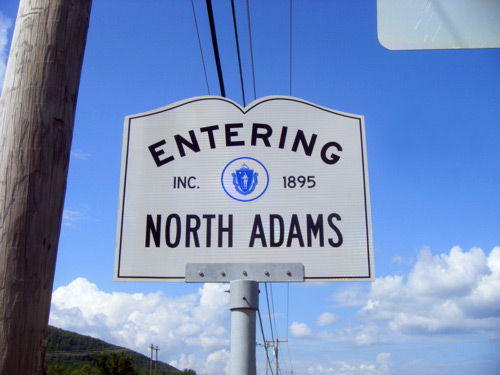 ENTERING
INC. 1895
NORTH ADAMS